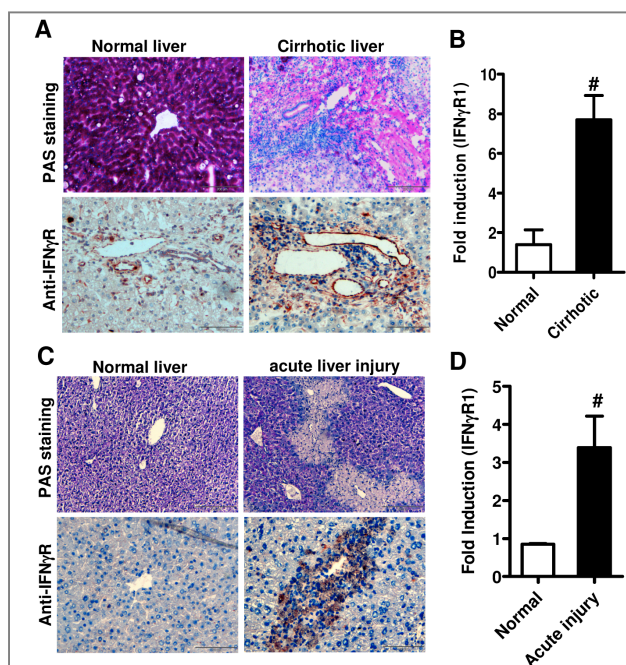 A
Normal liver
Cirrhotic liver
PAS staining
Anti-IFNγR
B
Fold induction (IFNγR1)
10
8
6
4
2
0
#
Normal
Cirrhotic
C
Normal liver
acute liver injury
PAS staining
Anti-IFNγR
D
Fold Induction (IFNγR1)
5
4
3
2
1
0
#
Normal
Acute injury